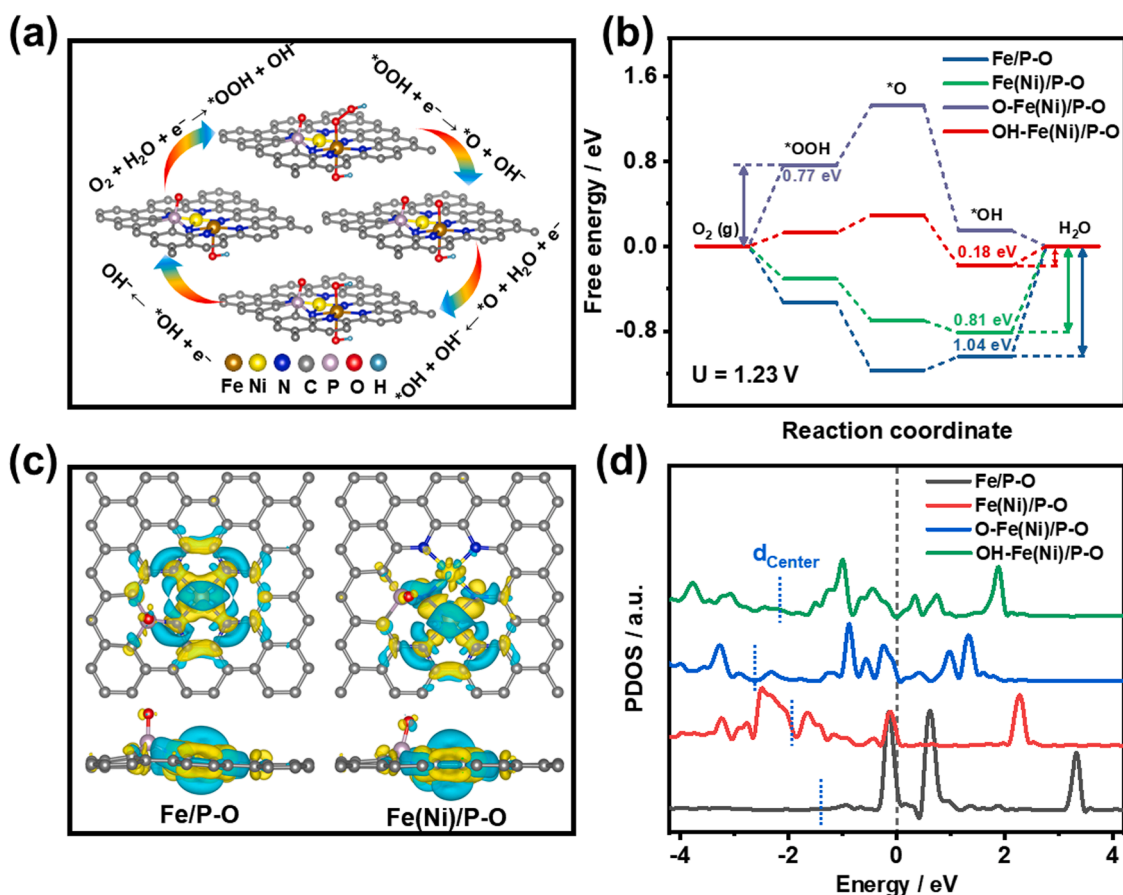 (a)
O₂ + H₂O + e⁻ → *OOH + OH⁻
*OOH + e⁻ → *O + OH⁻
*OH + OH⁻ ← *O + H₂O + e⁻
OH⁻ ← *OH + e⁻
Fe Ni N C P O H
(b)
Free energy / eV
1.6
0.8
0.0
-0.8
Fe/P-O
Fe(Ni)/P-O
O-Fe(Ni)/P-O
OH-Fe(Ni)/P-O
*O
*OOH
0.77 eV
O₂ (g)
*OH
H₂O
0.18 eV
0.81 eV
1.04 eV
U = 1.23 V
Reaction coordinate
(c)
Fe/P-O
Fe(Ni)/P-O
(d)
PDOS / a.u.
Fe/P-O
Fe(Ni)/P-O
O-Fe(Ni)/P-O
OH-Fe(Ni)/P-O
d_Center
-4 -2 0 2 4
Energy / eV